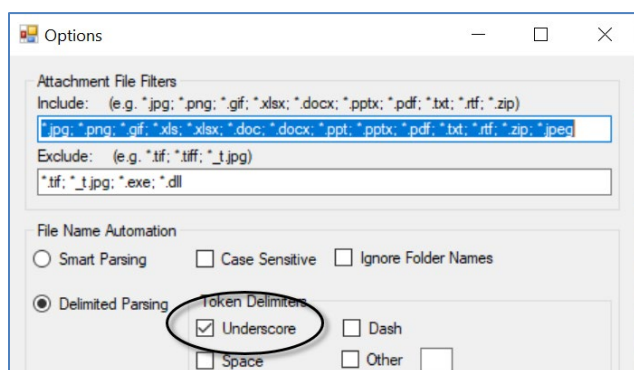 Options
Attachment File Filters
Include: (e.g. *.jpg; *.png; *.gif; *.xlsx; *.docx; *.pptx; *.pdf; *.txt; *.rtf; *.zip)
*.jpg; *.png; *.gif; *.xls; *.xlsx; *.doc; *.docx; *.ppt; *.pptx; *.pdf; *.txt; *.rtf; *.zip; *.jpeg
Exclude: (e.g. *.tif; *.tiff; *_t.jpg)
*.tif; *_t.jpg; *.exe; *.dll
File Name Automation
Smart Parsing Case Sensitive Ignore Folder Names
Delimited Parsing Token Delimiters
Underscore Dash
Space Other